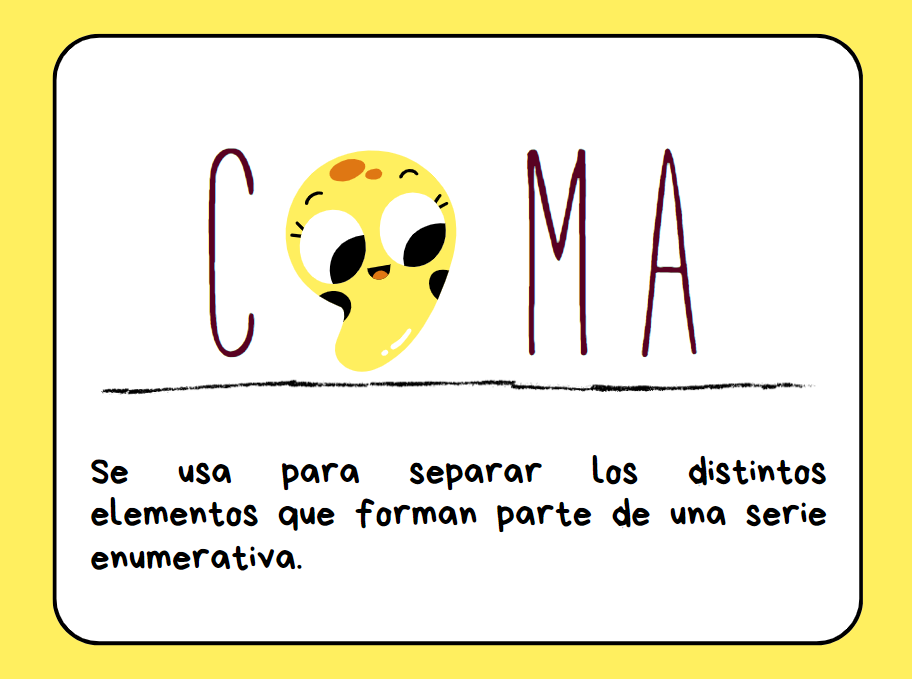 COMA
Se usa para separar los distintos
elementos que forman parte de una serie
enumerativa.